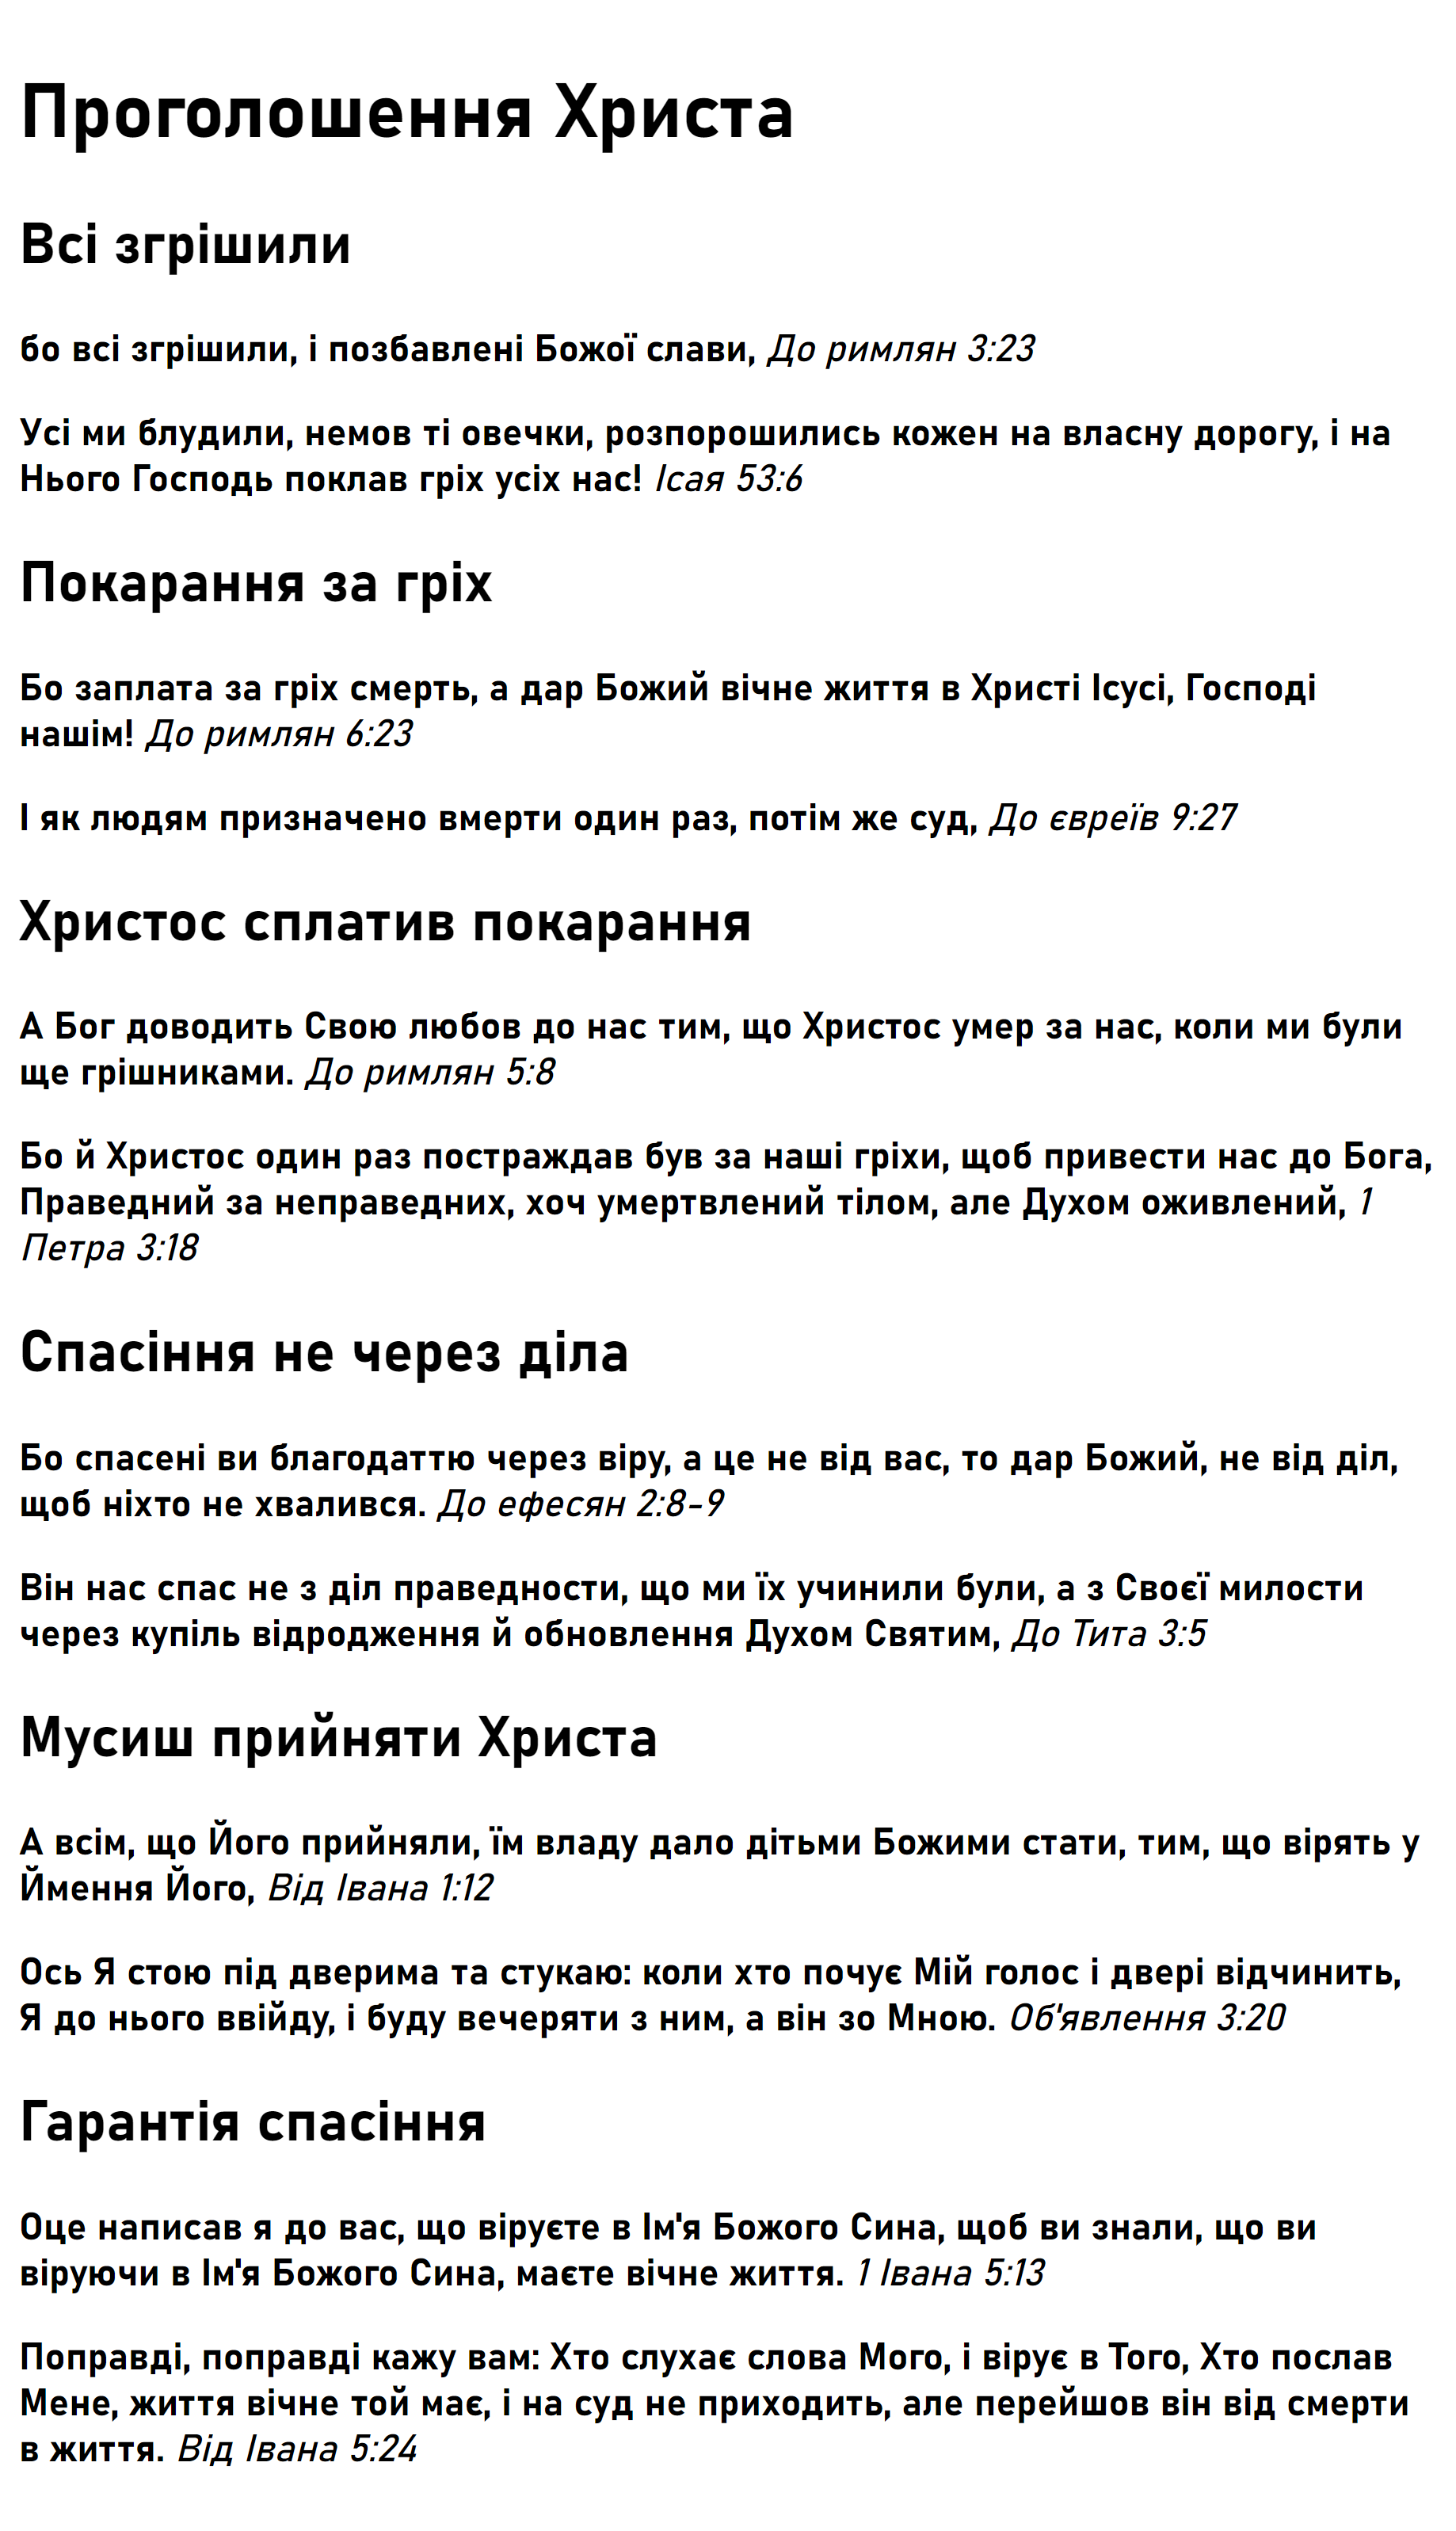 Проголошення Христа
Всі згрішили
бо всі згрішили, і позбавлені Божої слави, До римлян 3:23
Усі ми блудили, немов ті овечки, розпорошились кожен на власну дорогу, і на
Нього Господь поклав гріх усіх нас! Ісая 53:6
Покарання за гріх
Бо заплата за гріх смерть, а дар Божий вічне життя в Христі Ісусі, Господі
нашім! До римлян 6:23
І як людям призначено вмерти один раз, потім же суд, До євреїв 9:27
Христос сплатив покарання
А Бог доводить Свою любов до нас тим, що Христос умер за нас, коли ми були
ще грішниками. До римлян 5:8
Бо й Христос один раз постраждав був за наші гріхи, щоб привести нас до Бога,
Праведний за неправедних, хоч умертвлений тілом, але Духом оживлений, 1
Петра 3:18
Спасіння не через діла
Бо спасені ви благодаттю через віру, а це не від вас, то дар Божий, не від діл,
щоб ніхто не хвалився. До ефесян 2:8-9
Він нас спас не з діл праведности, що ми їх учинили були, а з Своєї милости
через купіль відродження й обновлення Духом Святим, До Тита 3:5
Мусиш прийняти Христа
А всім, що Його прийняли, їм владу дало дітьми Божими стати, тим, що вірять у
Ймення Його, Від Івана 1:12
Ось Я стою під дверима та стукаю: коли хто почує Мій голос і двері відчинить,
Я до нього ввійду, і буду вечеряти з ним, а він зо Мною. Об'явлення 3:20
Гарантія спасіння
Оце написав я до вас, що віруєте в Ім'я Божого Сина, щоб ви знали, що ви
віруючи в Ім'я Божого Сина, маєте вічне життя. 1 Івана 5:13
Поправді, поправді кажу вам: Хто слухає слова Мого, і вірує в Того, Хто послав
Мене, життя вічне той має, і на суд не приходить, але перейшов він від смерти
в життя. Від Івана 5:24